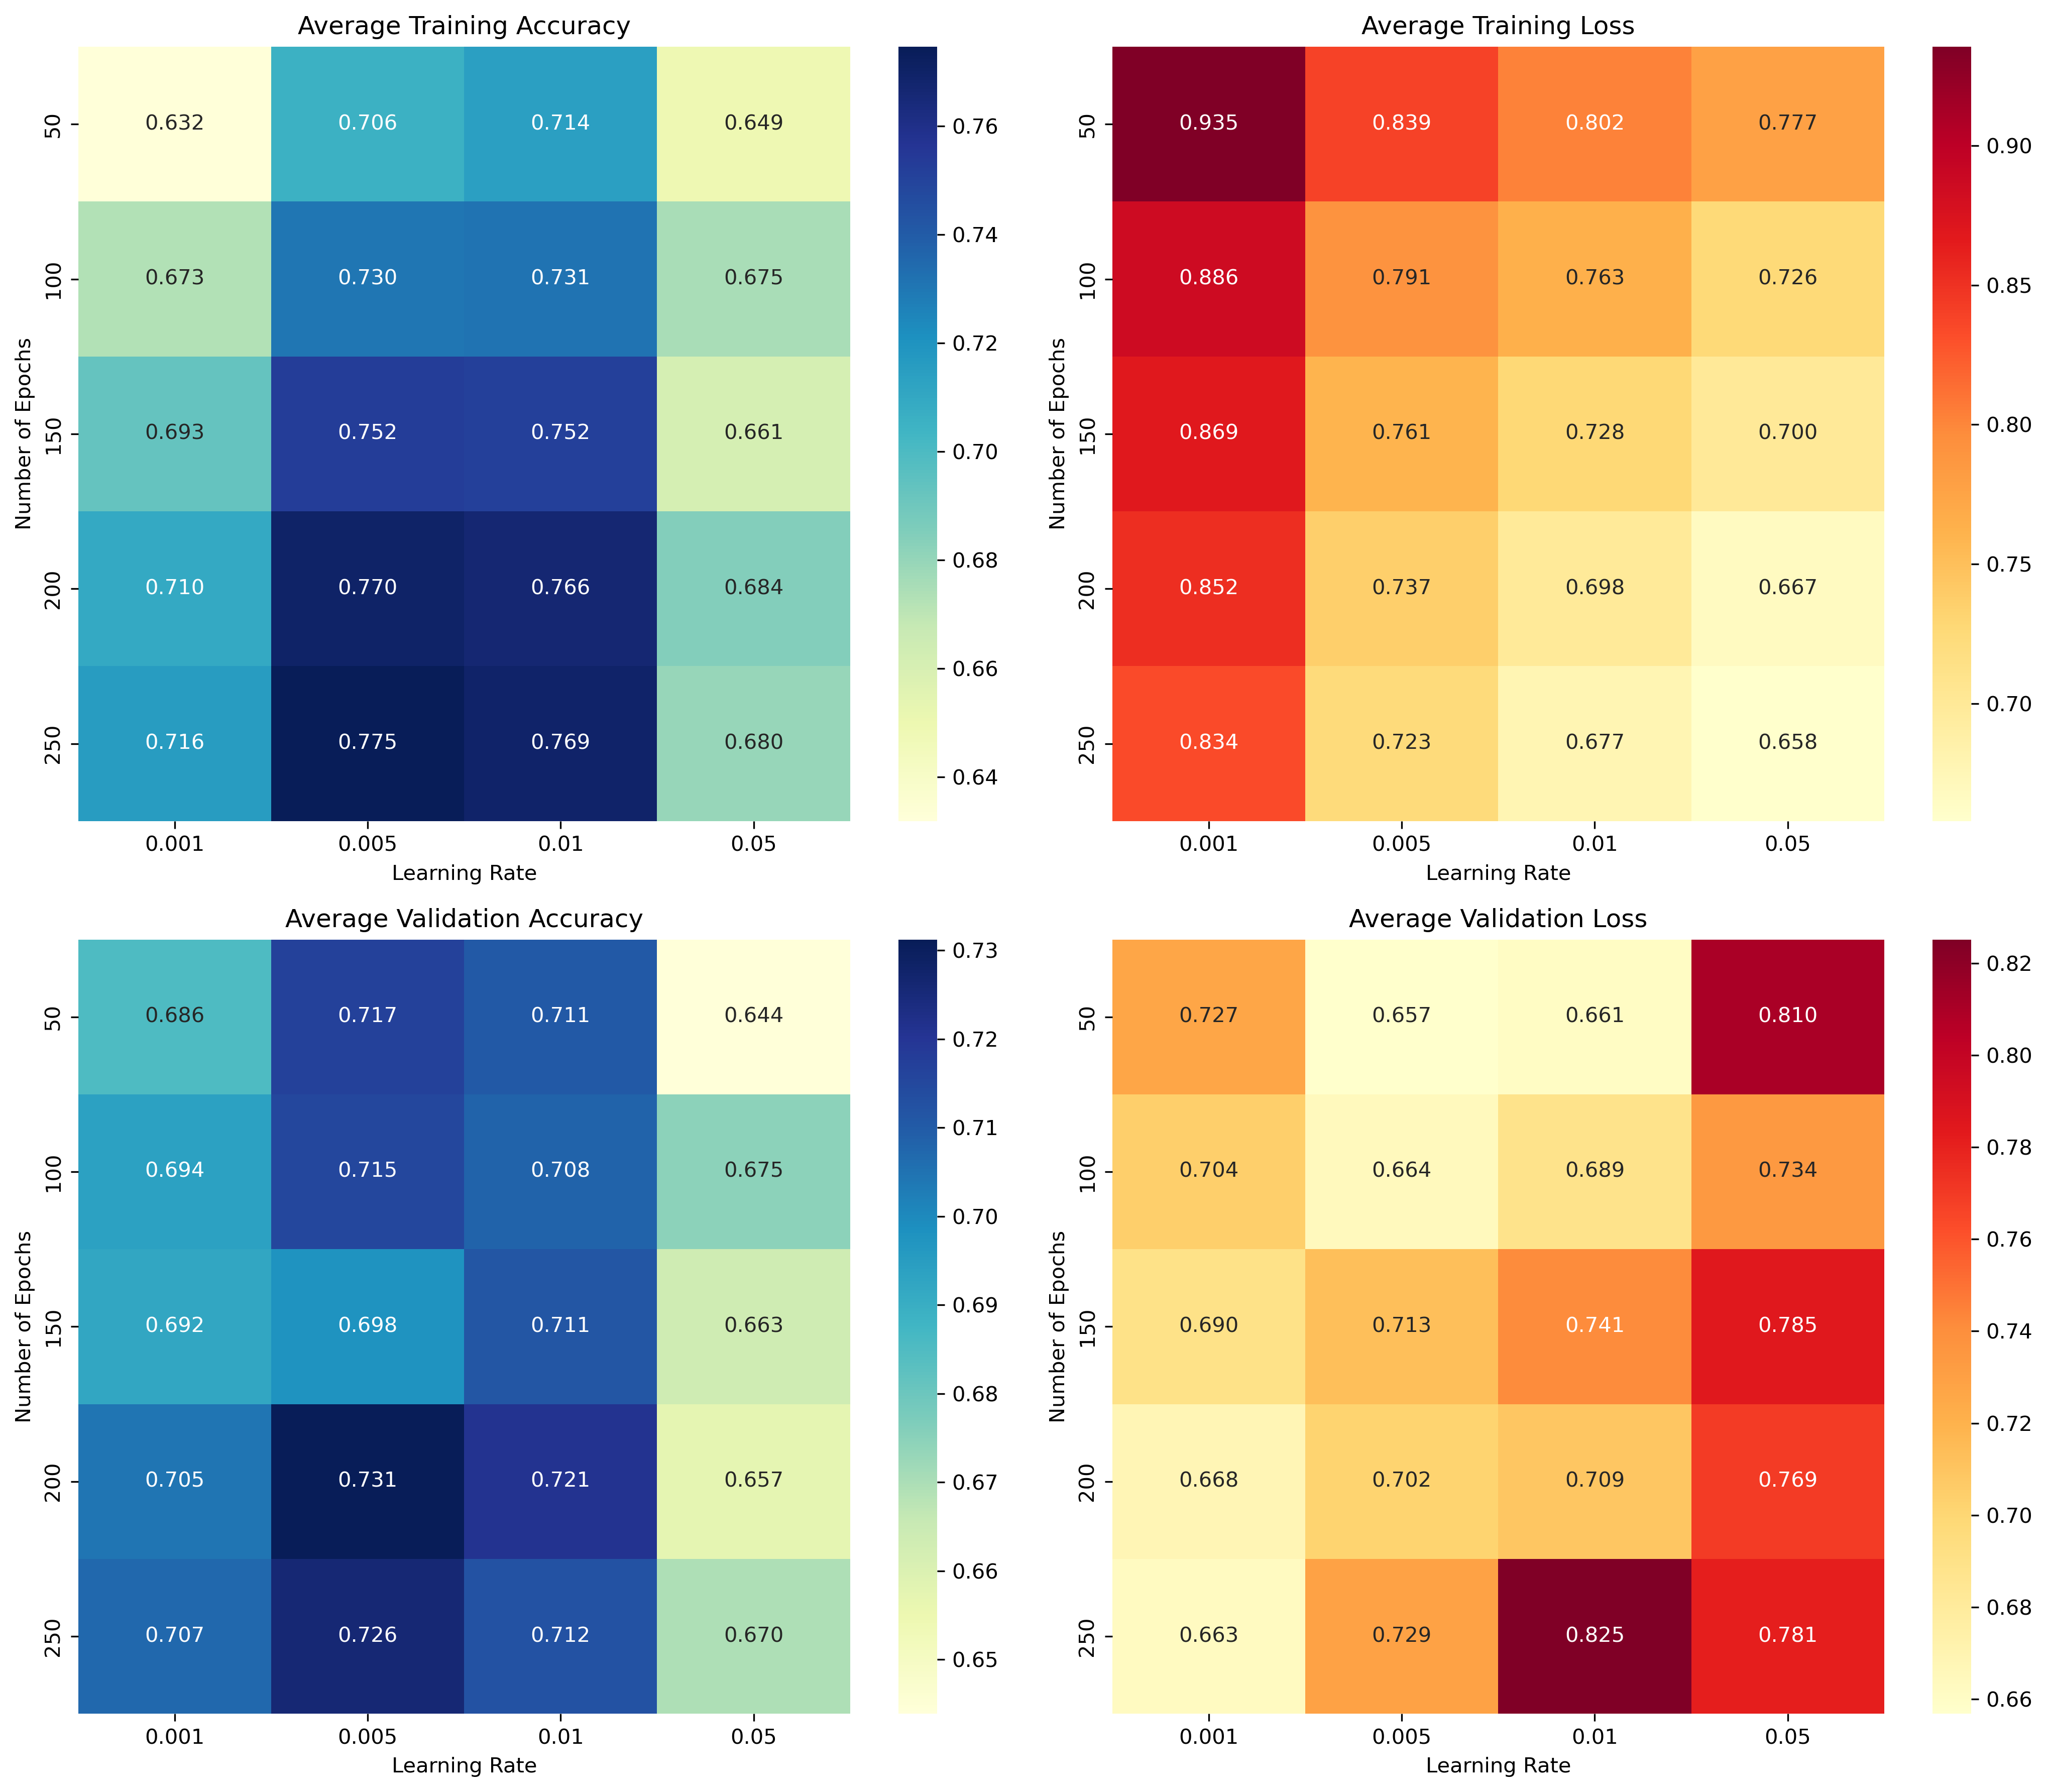 Average Training Accuracy
Number of Epochs
50 0.632 0.706 0.714 0.649
100 0.673 0.730 0.731 0.675
150 0.693 0.752 0.752 0.661
200 0.710 0.770 0.766 0.684
250 0.716 0.775 0.769 0.680
0.001 0.005 0.01 0.05
Learning Rate
0.76
0.74
0.72
0.70
0.68
0.66
0.64
Average Training Loss
Number of Epochs
50 0.935 0.839 0.802 0.777
100 0.886 0.791 0.763 0.726
150 0.869 0.761 0.728 0.700
200 0.852 0.737 0.698 0.667
250 0.834 0.723 0.677 0.658
0.001 0.005 0.01 0.05
Learning Rate
0.90
0.85
0.80
0.75
0.70
Average Validation Accuracy
Number of Epochs
50 0.686 0.717 0.711 0.644
100 0.694 0.715 0.708 0.675
150 0.692 0.698 0.711 0.663
200 0.705 0.731 0.721 0.657
250 0.707 0.726 0.712 0.670
0.001 0.005 0.01 0.05
Learning Rate
0.73
0.72
0.71
0.70
0.69
0.68
0.67
0.66
0.65
Average Validation Loss
Number of Epochs
50 0.727 0.657 0.661 0.810
100 0.704 0.664 0.689 0.734
150 0.690 0.713 0.741 0.785
200 0.668 0.702 0.709 0.769
250 0.663 0.729 0.825 0.781
0.001 0.005 0.01 0.05
Learning Rate
0.82
0.80
0.78
0.76
0.74
0.72
0.70
0.68
0.66